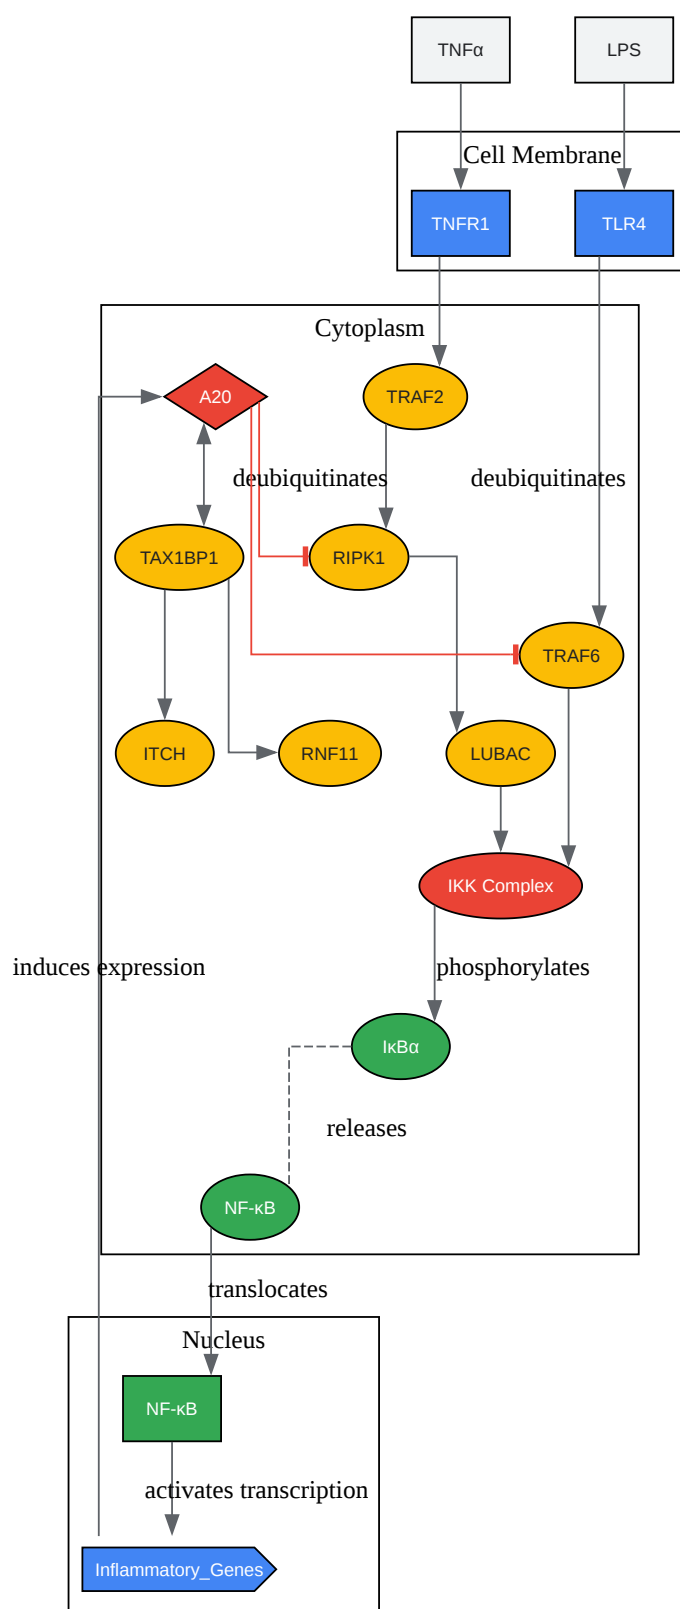 TNFα
LPS
Cell Membrane
TNFR1
TLR4
Cytoplasm
A20
TRAF2
deubiquitinates
deubiquitinates
TAX1BP1
RIPK1
TRAF6
ITCH
RNF11
LUBAC
IKK Complex
induces expression
phosphorylates
IκBα
releases
NF-κB
translocates
Nucleus
NF-κB
activates transcription
Inflammatory_Genes